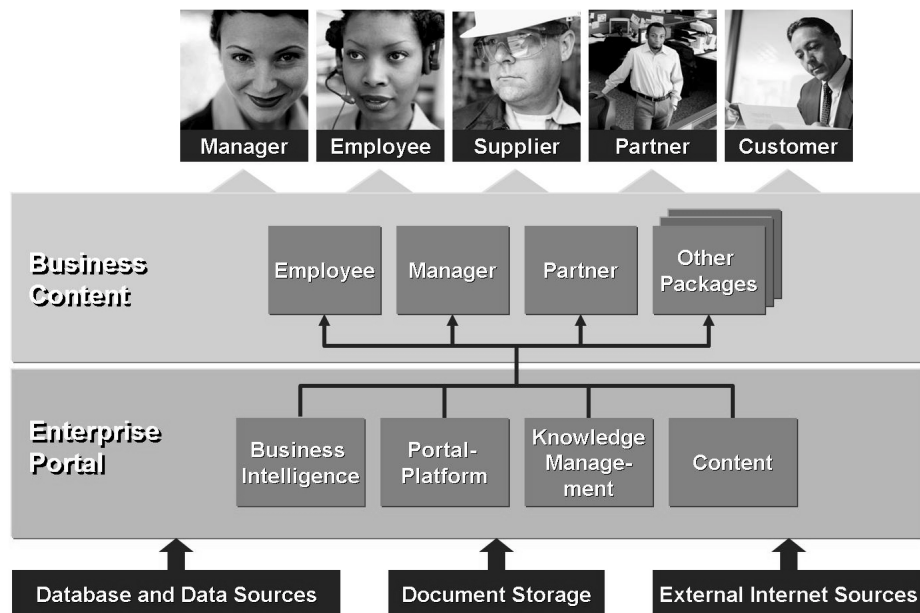 Manager
Employee
Supplier
Partner
Customer
Business
Content
Employee
Manager
Partner
Other
Packages
Enterprise
Portal
Business
Intelligence
Portal-
Platform
Knowledge
Manage-
ment
Content
Database and Data Sources
Document Storage
External Internet Sources